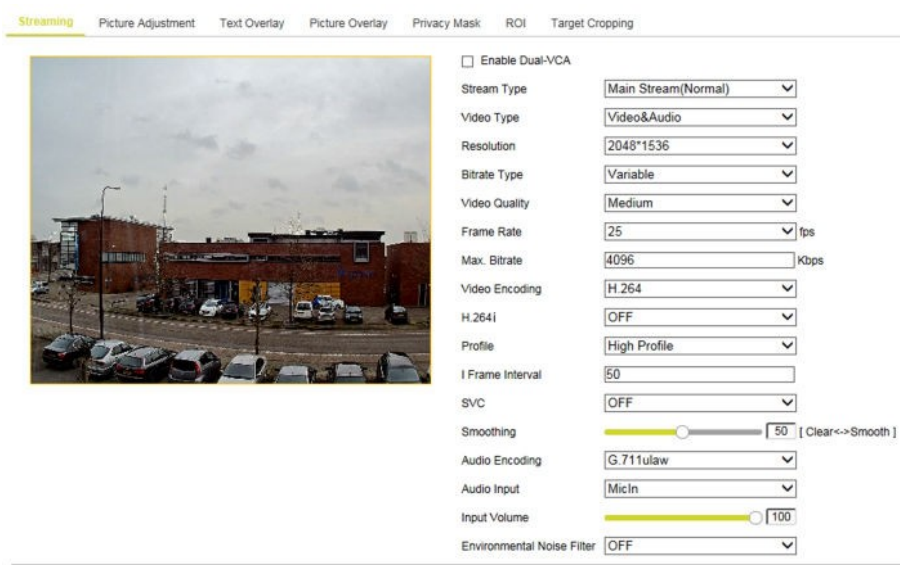 Streaming Picture Adjustment Text Overlay Picture Overlay Privacy Mask ROI Target Cropping
Enable Dual-VCA
Stream Type Main Stream(Normal)
Video Type Video&Audio
Resolution 2048*1536
Bitrate Type Variable
Video Quality Medium
Frame Rate 25 fps
Max. Bitrate 4096 Kbps
Video Encoding H.264
H.264i OFF
Profile High Profile
I Frame Interval 50
SVC OFF
Smoothing 50 [ Clear<->Smooth ]
Audio Encoding G.711ulaw
Audio Input MicIn
Input Volume 100
Environmental Noise Filter OFF